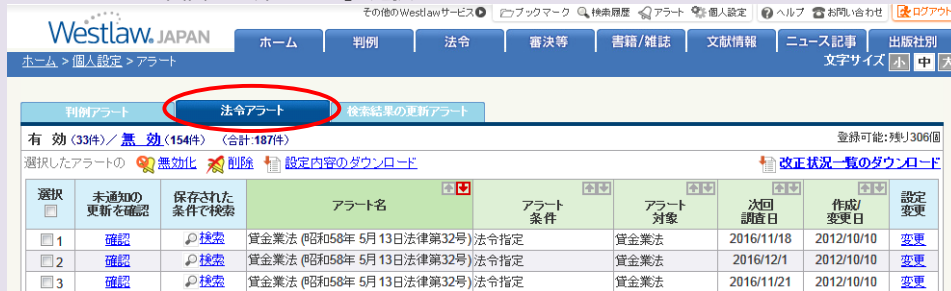 その他のWestlawサービス ブックマーク 検索履歴 アラート 個人設定 ヘルプ お問い合わせ ログアウト
Westlaw. JAPAN
ホーム 判例 法令 審決等 書籍/雑誌 文献情報 ニュース記事 出版社別
ホーム > 個人設定 > アラート 文字サイズ 小 中 大
判例アラート 法令アラート 検索結果の更新アラート
有 効(33件)/ 無 効(154件) (合計:187件) 登録可能:残り306個
選択したアラートの 無効化 削除 設定内容のダウンロード 改正状況一覧のダウンロード
選択 未通知の更新を確認 保存された条件で検索 アラート名 アラート条件 アラート対象 次回調査日 作成/変更日 設定変更
1 確認 検索 貸金業法 (昭和58年 5月13日法律第32号) 法令指定 貸金業法 2016/11/18 2012/10/10 変更
2 確認 検索 貸金業法 (昭和58年 5月13日法律第32号) 法令指定 貸金業法 2016/12/1 2012/10/10 変更
3 確認 検索 貸金業法 (昭和58年 5月13日法律第32号) 法令指定 貸金業法 2016/11/21 2012/10/10 変更